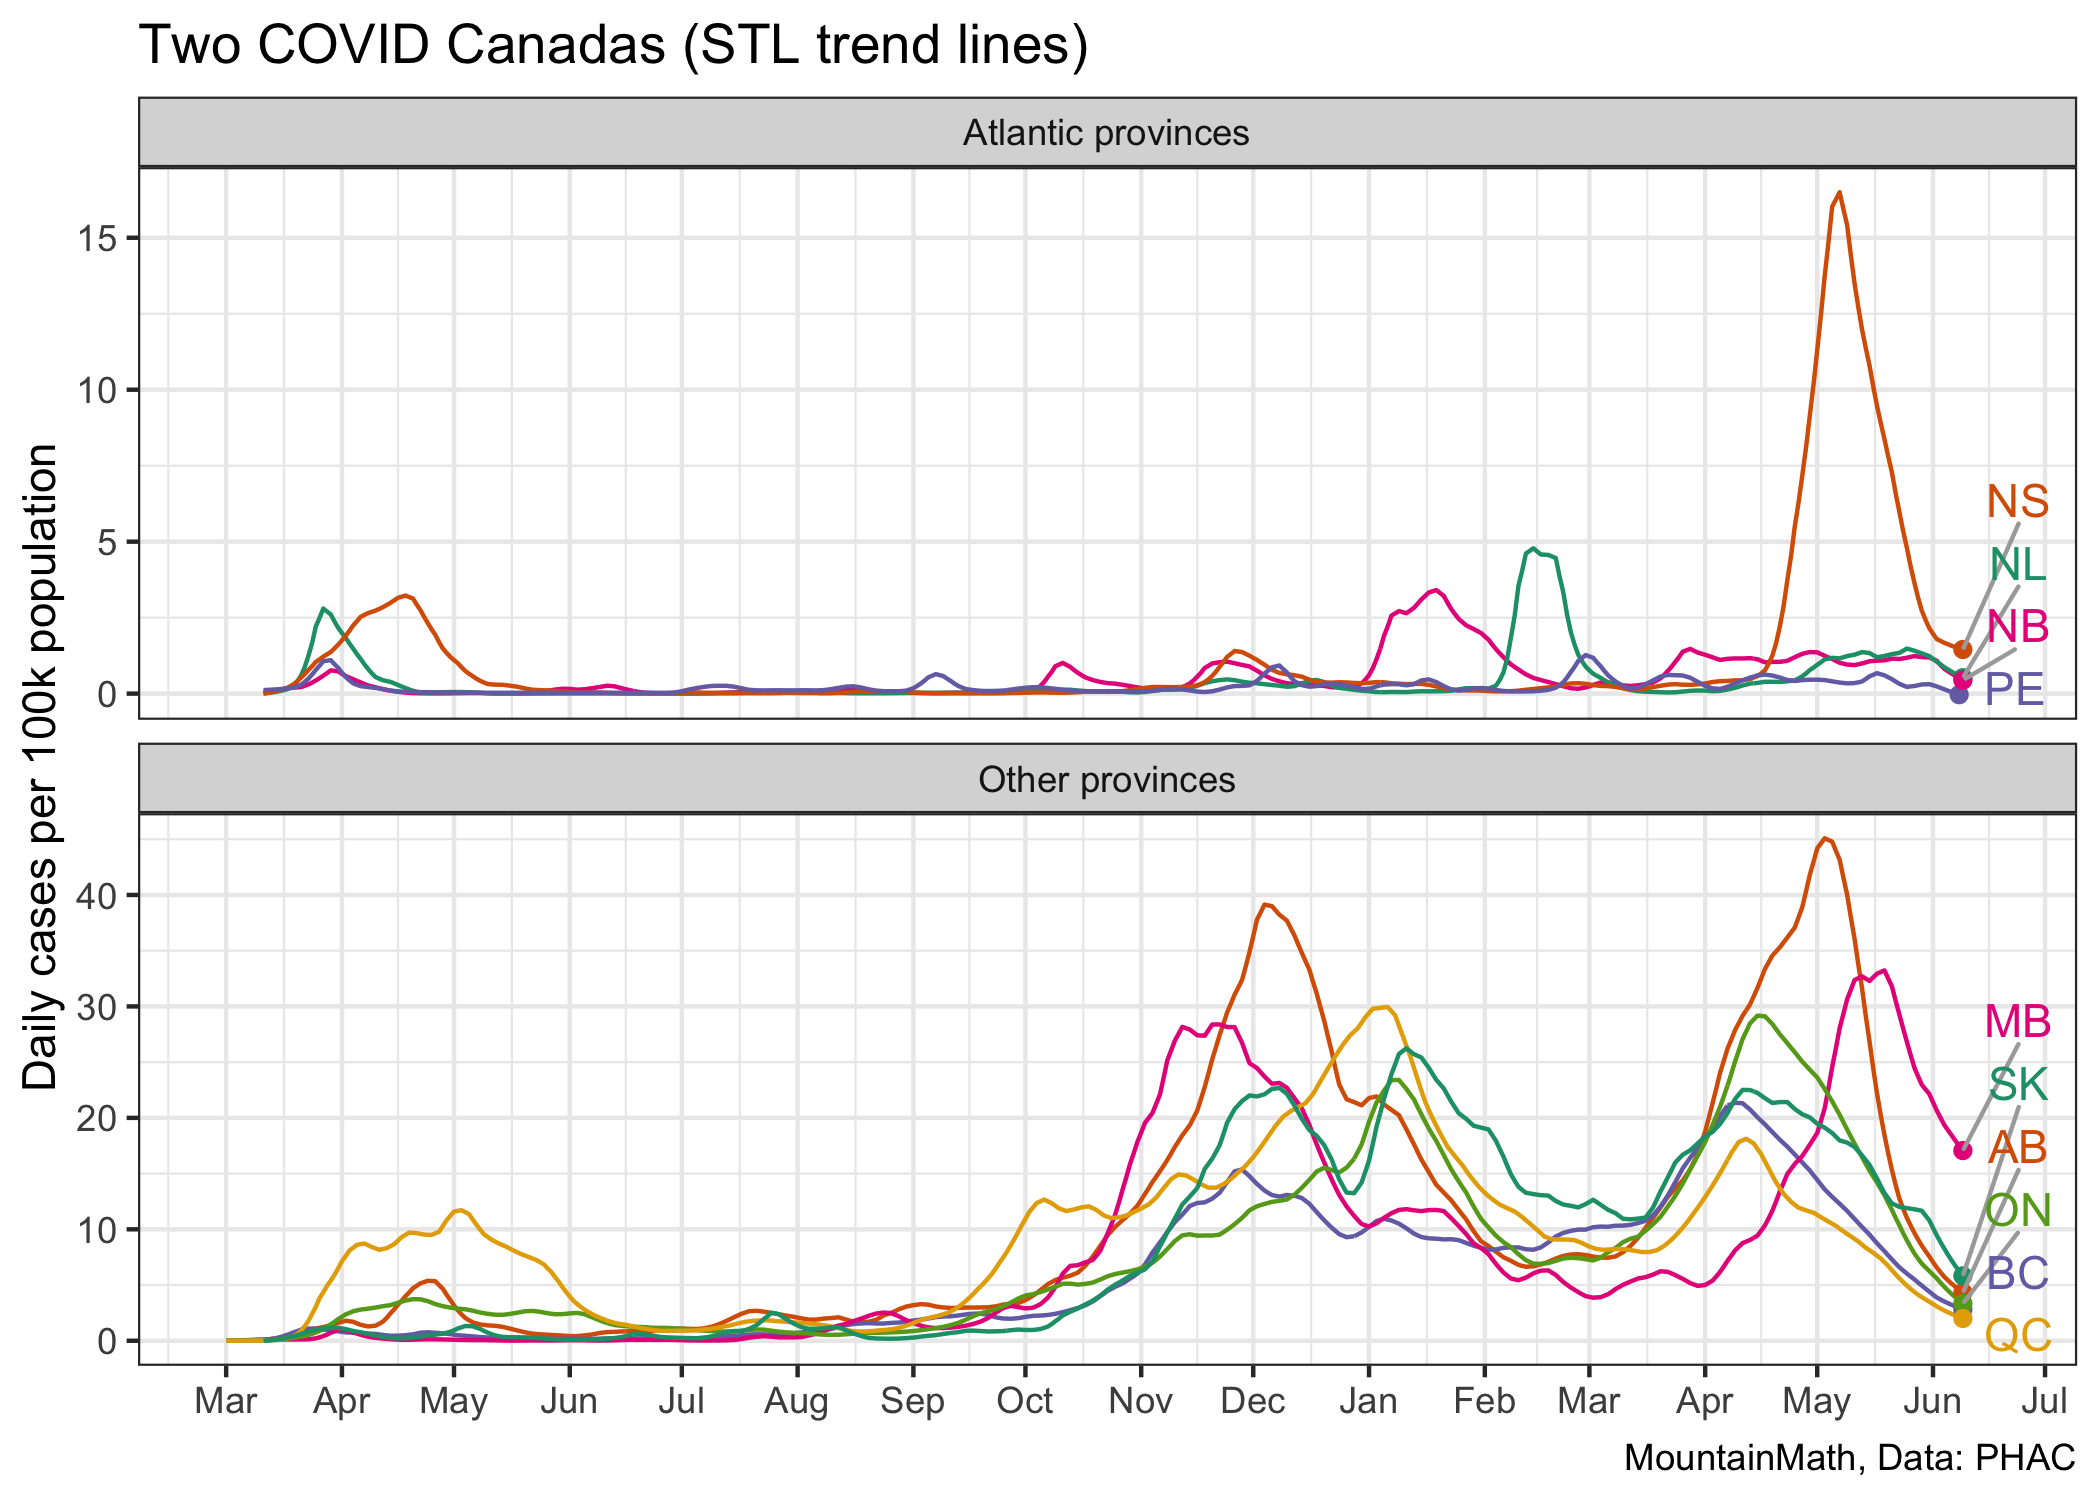 Two COVID Canadas (STL trend lines)
Atlantic provinces
15
10
5
0
NS
NL
NB
PE
Daily cases per 100k population
Other provinces
40
30
20
10
0
MB
SK
AB
ON
BC
QC
Mar Apr May Jun Jul Aug Sep Oct Nov Dec Jan Feb Mar Apr May Jun Jul
MountainMath, Data: PHAC